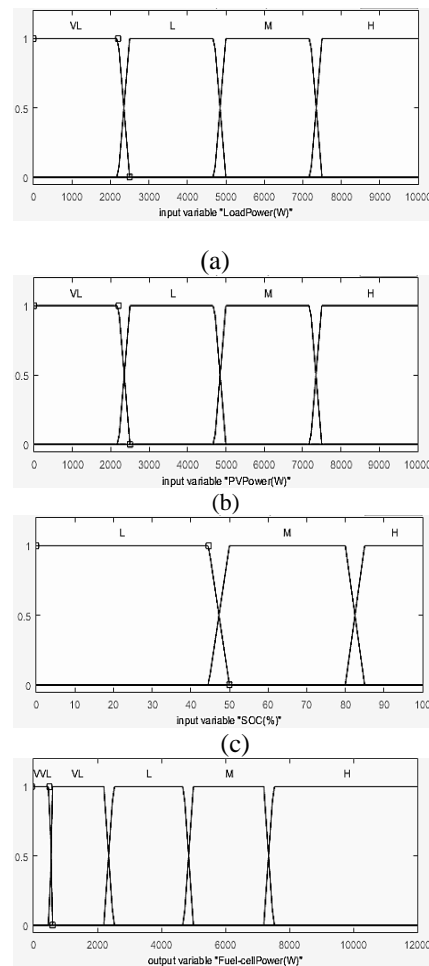 VL L M H
1
0.5
0
0 1000 2000 3000 4000 5000 6000 7000 8000 9000 10000
input variable "LoadPower(W)"
(a)
VL L M H
1
0.5
0
0 1000 2000 3000 4000 5000 6000 7000 8000 9000 10000
input variable "PVPower(W)"
(b)
L M H
1
0.5
0
0 10 20 30 40 50 60 70 80 90 100
input variable "SOC(%)"
(c)
VVL VL L M H
1
0.5
0
0 2000 4000 6000 8000 10000 12000
output variable "Fuel-cellPower(W)"